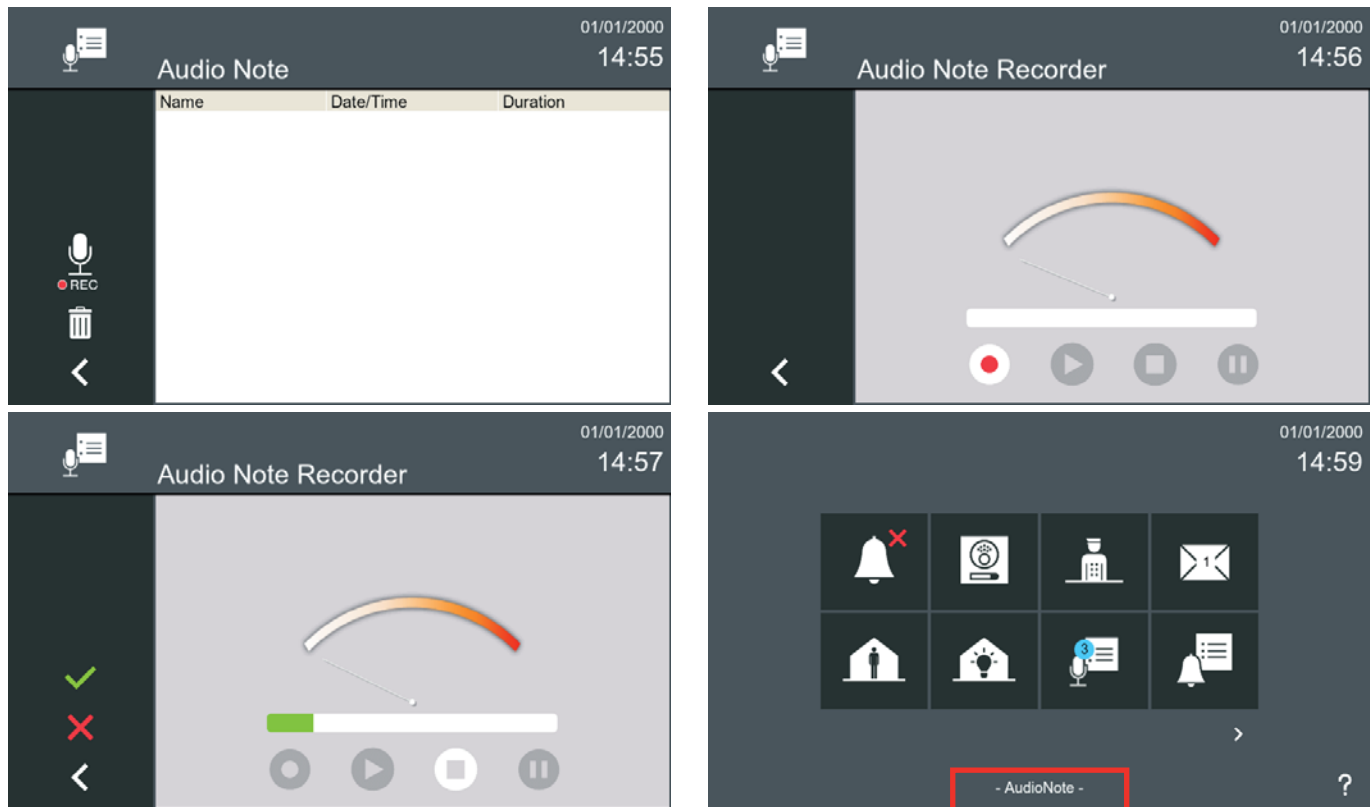 01/01/2000
14:55
Audio Note
Name Date/Time Duration
REC
01/01/2000
14:56
Audio Note Recorder
01/01/2000
14:57
Audio Note Recorder
01/01/2000
14:59
1
3
- AudioNote -
?